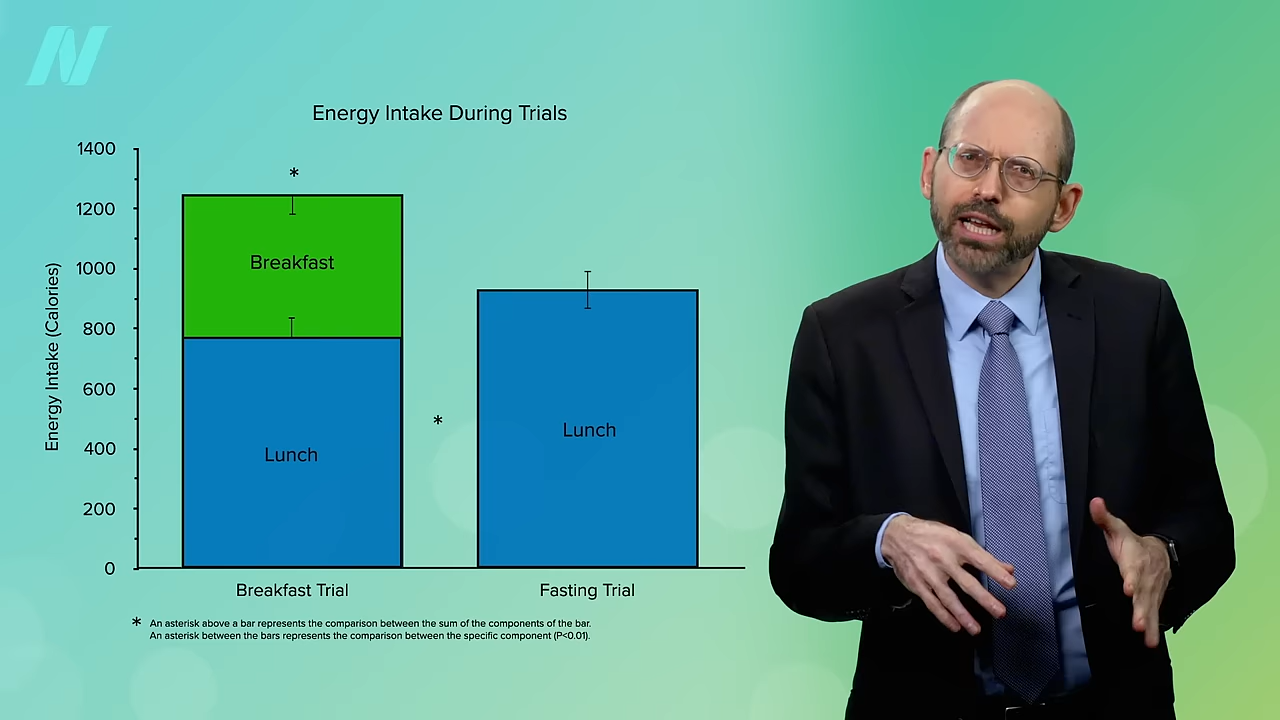 N
Energy Intake During Trials
1400
1200
1000
800
600
400
200
0
Energy Intake (Calories)
*
Breakfast
Lunch
*
Lunch
Breakfast Trial
Fasting Trial
* An asterisk above a bar represents the comparison between the sum of the components of the bar.
An asterisk between the bars represents the comparison between the specific component (P<0.01).